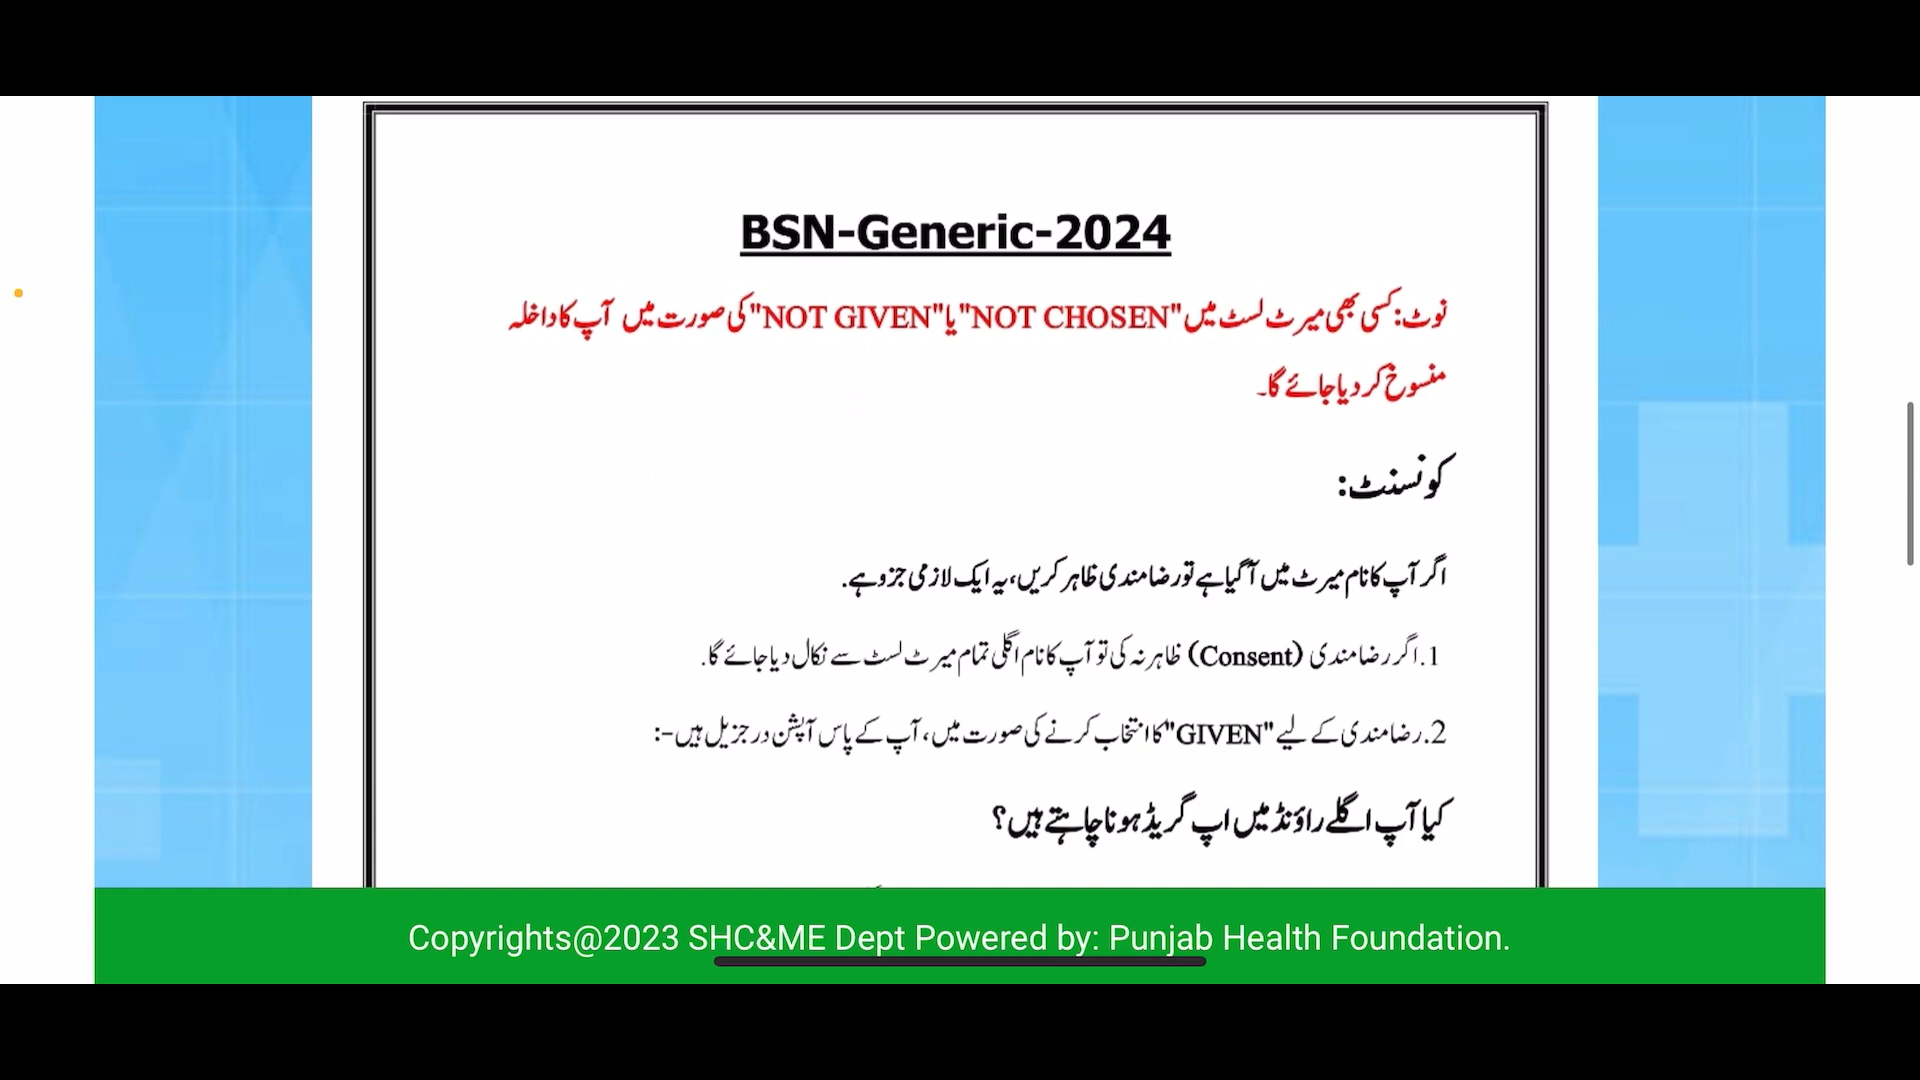 BSN-Generic-2024
نوٹ: کسی بھی میرٹ لسٹ میں "NOT CHOSEN" یا "NOT GIVEN" کی صورت میں آپ کا داخلہ
منسوخ کر دیا جائے گا۔
کونسنٹ:
اگر آپ کا نام میرٹ میں آگیا ہے تو رضامندی ظاہر کریں، یہ ایک لازمی جزو ہے.
1. اگر رضامندی (Consent) ظاہر نہ کی تو آپ کا نام اگلی تمام میرٹ لسٹ سے نکال دیا جائے گا.
2. رضامندی کے لیے "GIVEN" کا انتخاب کرنے کی صورت میں، آپ کے پاس آپشن درجزیل ہیں-:
کیا آپ اگلے راؤنڈ میں اپ گریڈ ہونا چاہتے ہیں؟
Copyrights@2023 SHC&ME Dept Powered by: Punjab Health Foundation.